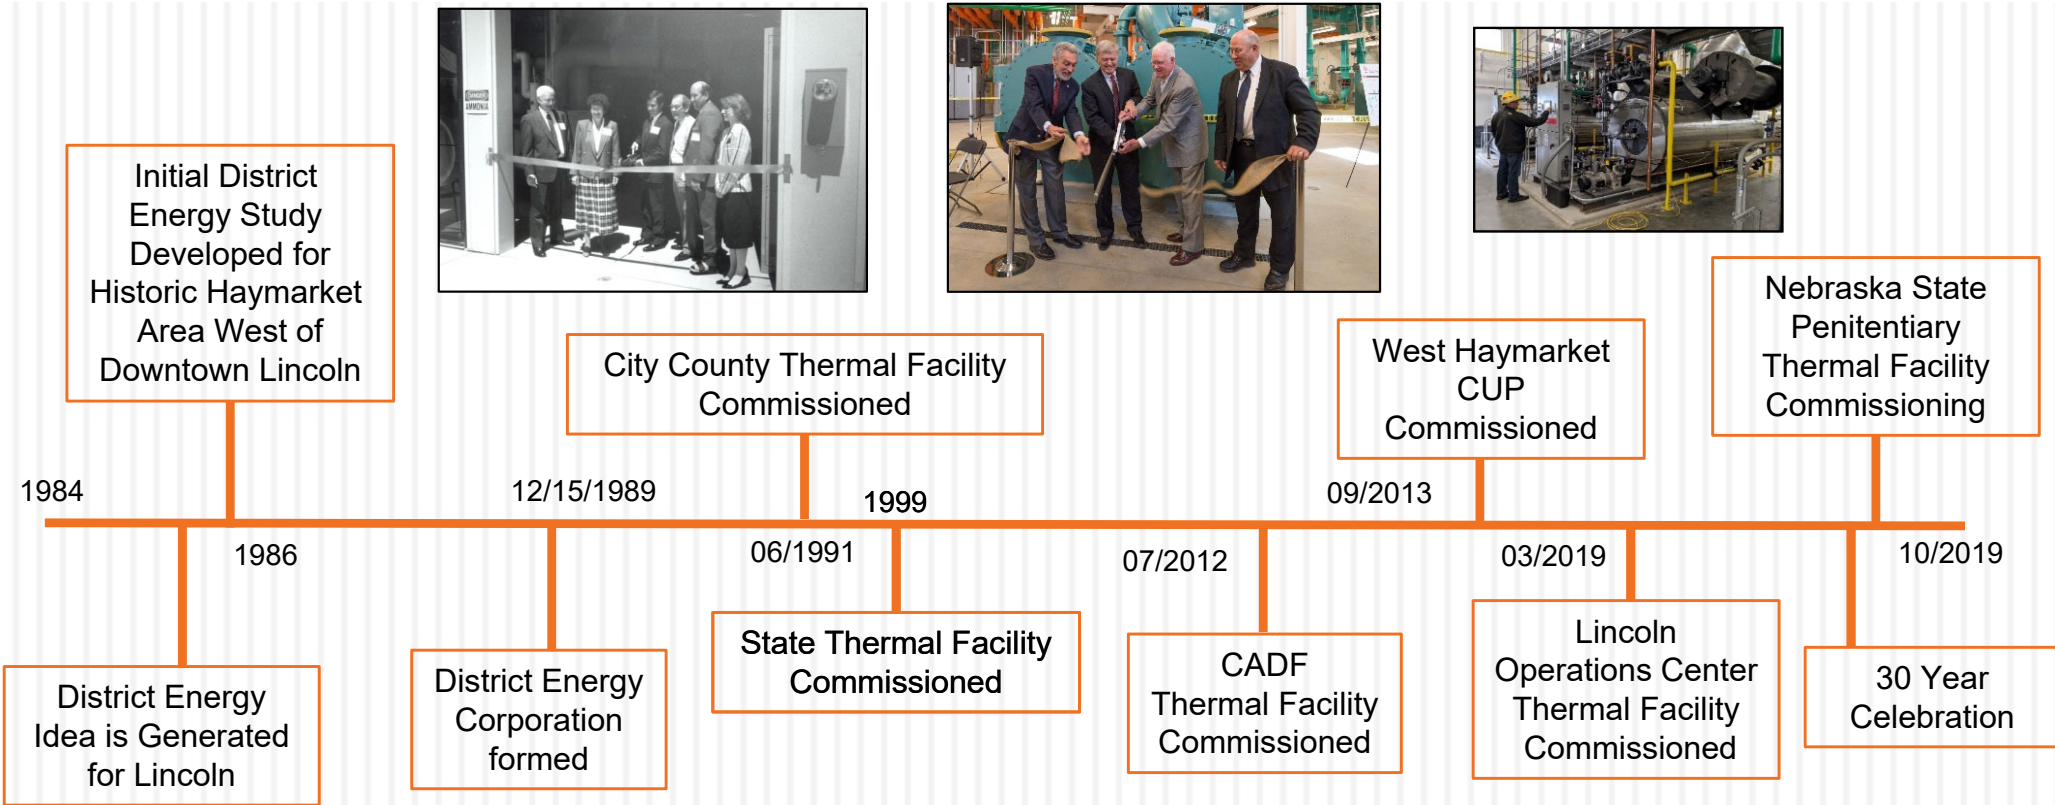 DANGER
AMMONIA
Initial District
Energy Study
Developed for
Historic Haymarket
Area West of
Downtown Lincoln
City County Thermal Facility
Commissioned
West Haymarket
CUP
Commissioned
Nebraska State
Penitentiary
Thermal Facility
Commissioning
1984
12/15/1989
1999
09/2013
1986
06/1991
07/2012
03/2019
10/2019
District Energy
Idea is Generated
for Lincoln
District Energy
Corporation
formed
State Thermal Facility
Commissioned
CADF
Thermal Facility
Commissioned
Lincoln
Operations Center
Thermal Facility
Commissioned
30 Year
Celebration